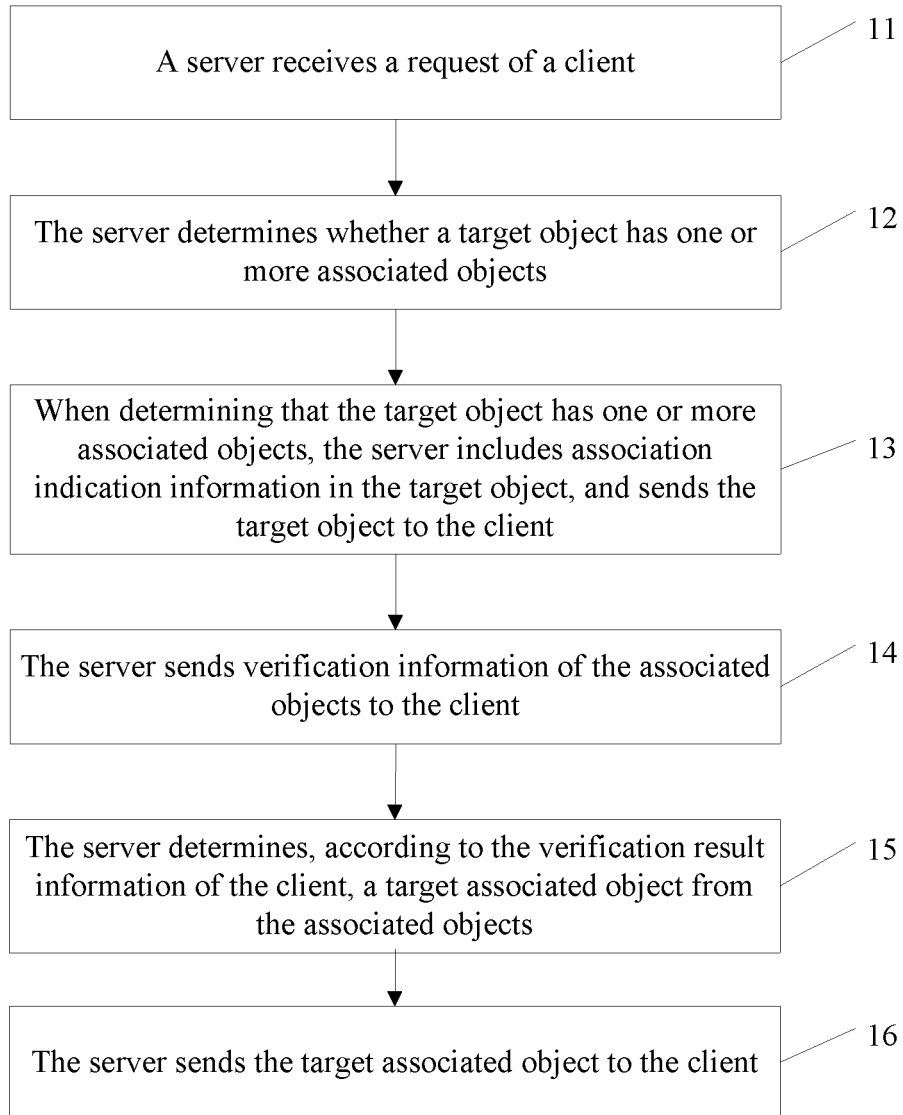 A server receives a request of a client
11
The server determines whether a target object has one or
more associated objects
12
When determining that the target object has one or more
associated objects, the server includes association
indication information in the target object, and sends the
target object to the client
13
The server sends verification information of the associated
objects to the client
14
The server determines, according to the verification result
information of the client, a target associated object from
the associated objects
15
The server sends the target associated object to the client
16